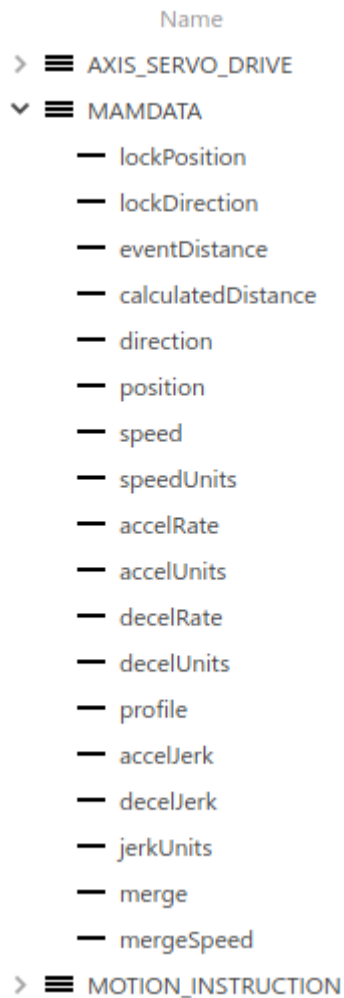 Name
AXIS_SERVO_DRIVE
MAMDATA
lockPosition
lockDirection
eventDistance
calculatedDistance
direction
position
speed
speedUnits
accelRate
accelUnits
decelRate
decelUnits
profile
accelJerk
decelJerk
jerkUnits
merge
mergeSpeed
MOTION_INSTRUCTION